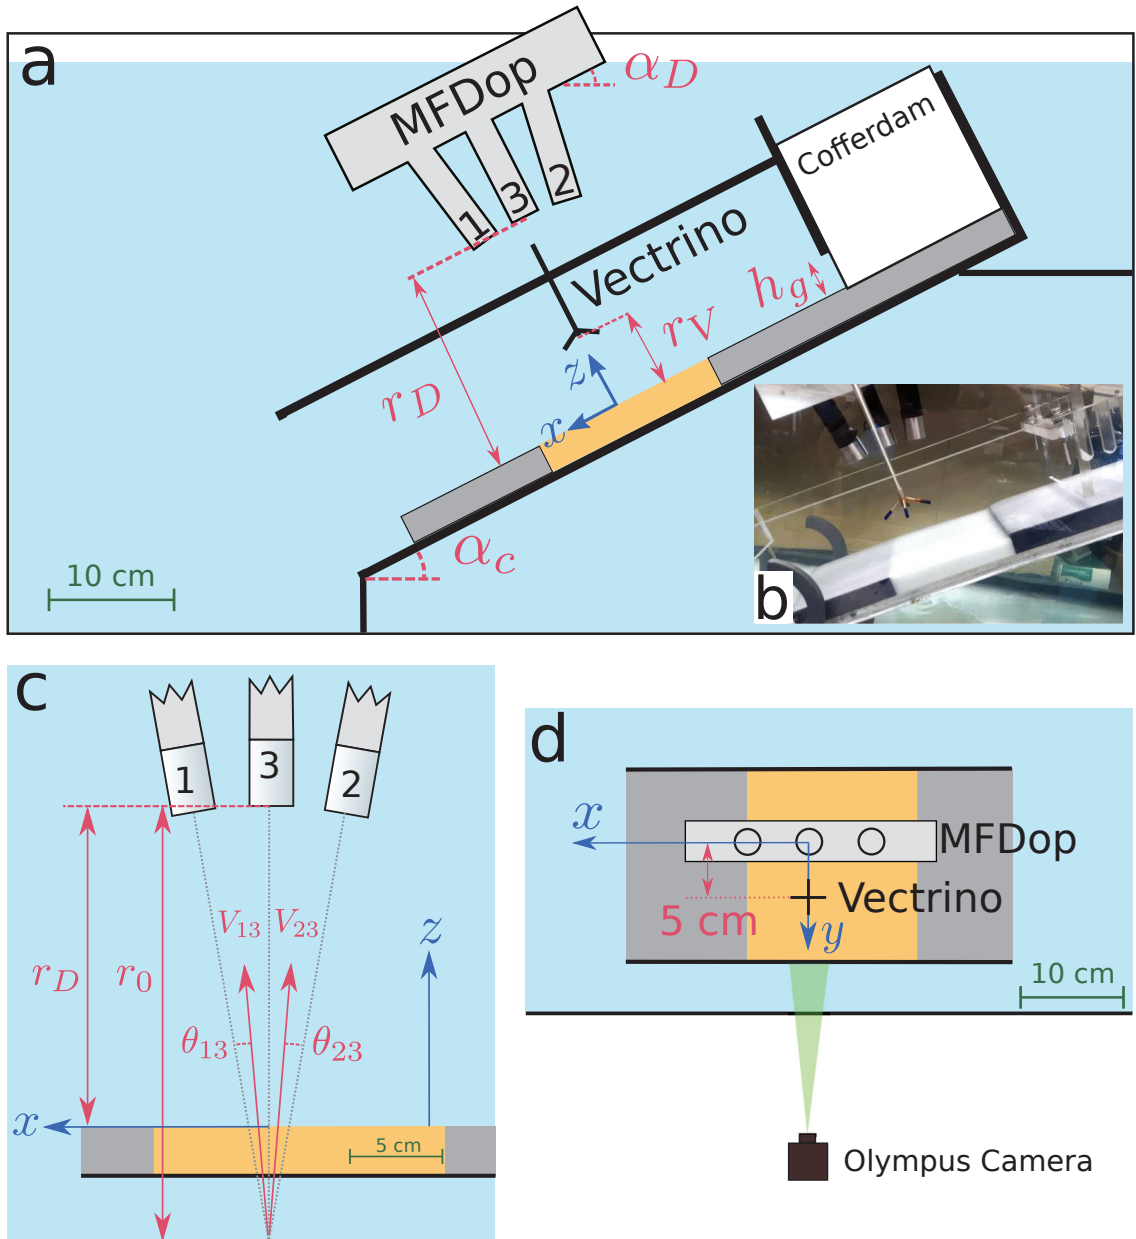 a
MFDop
α_D
1
3
2
Cofferdam
Vectrino
h_g
r_V
z
r_D
x
α_c
10 cm
b
c
1
3
2
V_13
V_23
z
r_D
r_0
θ_13
θ_23
x
5 cm
d
x
MFDop
Vectrino
5 cm
y
10 cm
Olympus Camera